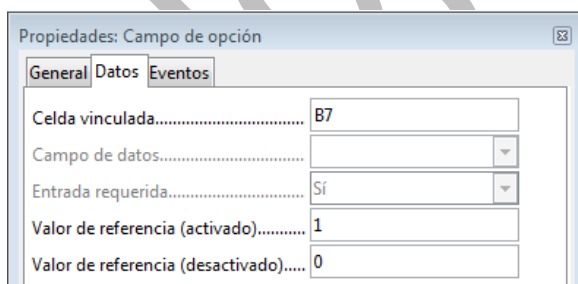 Propiedades: Campo de opción
General Datos Eventos
Celda vinculada................................... B7
Campo de datos..................................
Entrada requerida................................ Sí
Valor de referencia (activado)........... 1
Valor de referencia (desactivado)..... 0